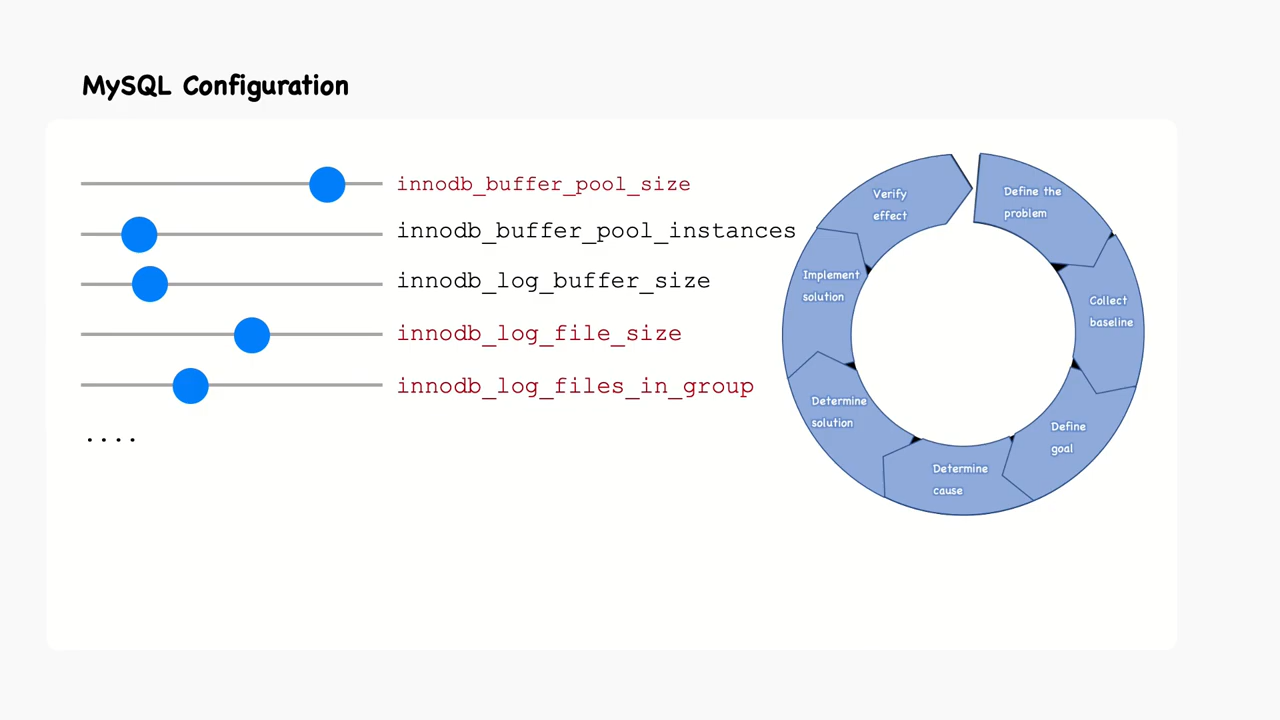 MySQL Configuration
innodb_buffer_pool_size
innodb_buffer_pool_instances
innodb_log_buffer_size
innodb_log_file_size
innodb_log_files_in_group
....
Define the
problem
Collect
baseline
Define
goal
Determine
cause
Determine
solution
Implement
solution
Verify
effect